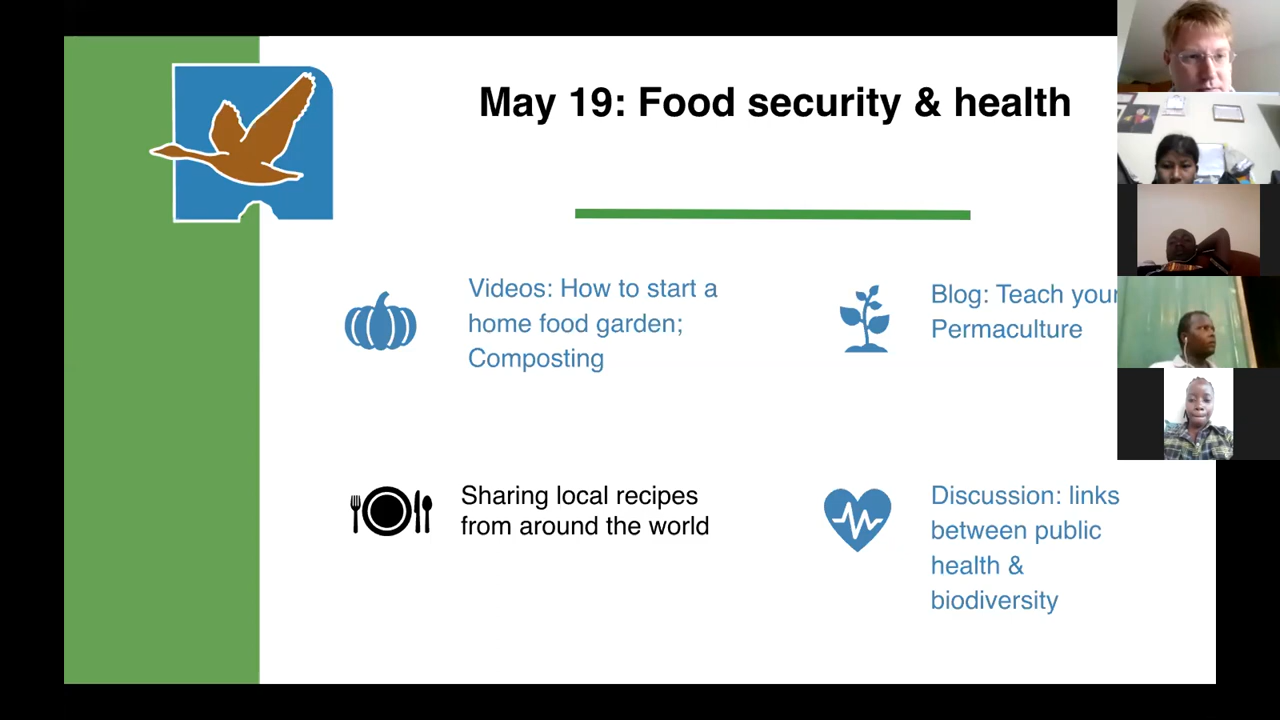 May 19: Food security & health
Videos: How to start a
home food garden;
Composting
Blog: Teach your
Permaculture
Sharing local recipes
from around the world
Discussion: links
between public
health &
biodiversity